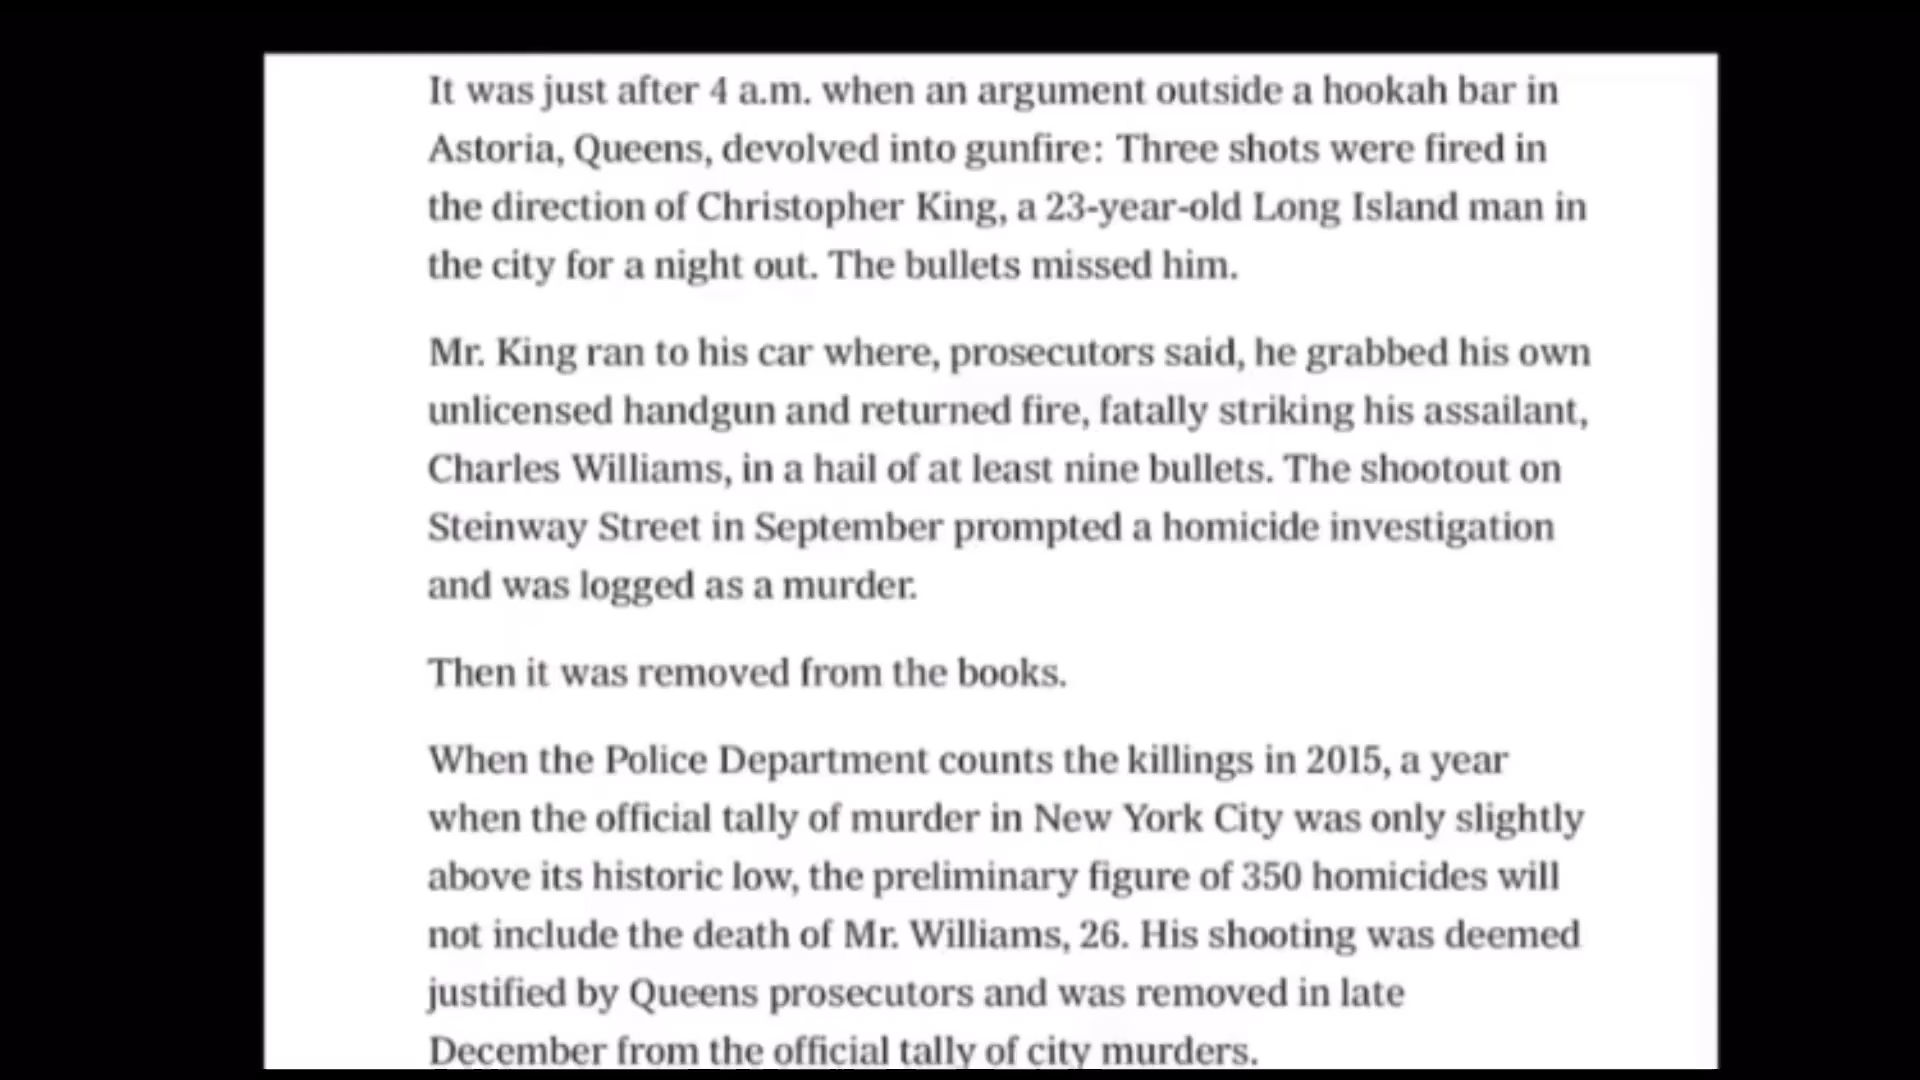 It was just after 4 a.m. when an argument outside a hookah bar in
Astoria, Queens, devolved into gunfire: Three shots were fired in
the direction of Christopher King, a 23-year-old Long Island man in
the city for a night out. The bullets missed him.
Mr. King ran to his car where, prosecutors said, he grabbed his own
unlicensed handgun and returned fire, fatally striking his assailant,
Charles Williams, in a hail of at least nine bullets. The shootout on
Steinway Street in September prompted a homicide investigation
and was logged as a murder.
Then it was removed from the books.
When the Police Department counts the killings in 2015, a year
when the official tally of murder in New York City was only slightly
above its historic low, the preliminary figure of 350 homicides will
not include the death of Mr. Williams, 26. His shooting was deemed
justified by Queens prosecutors and was removed in late
December from the official tally of city murders.